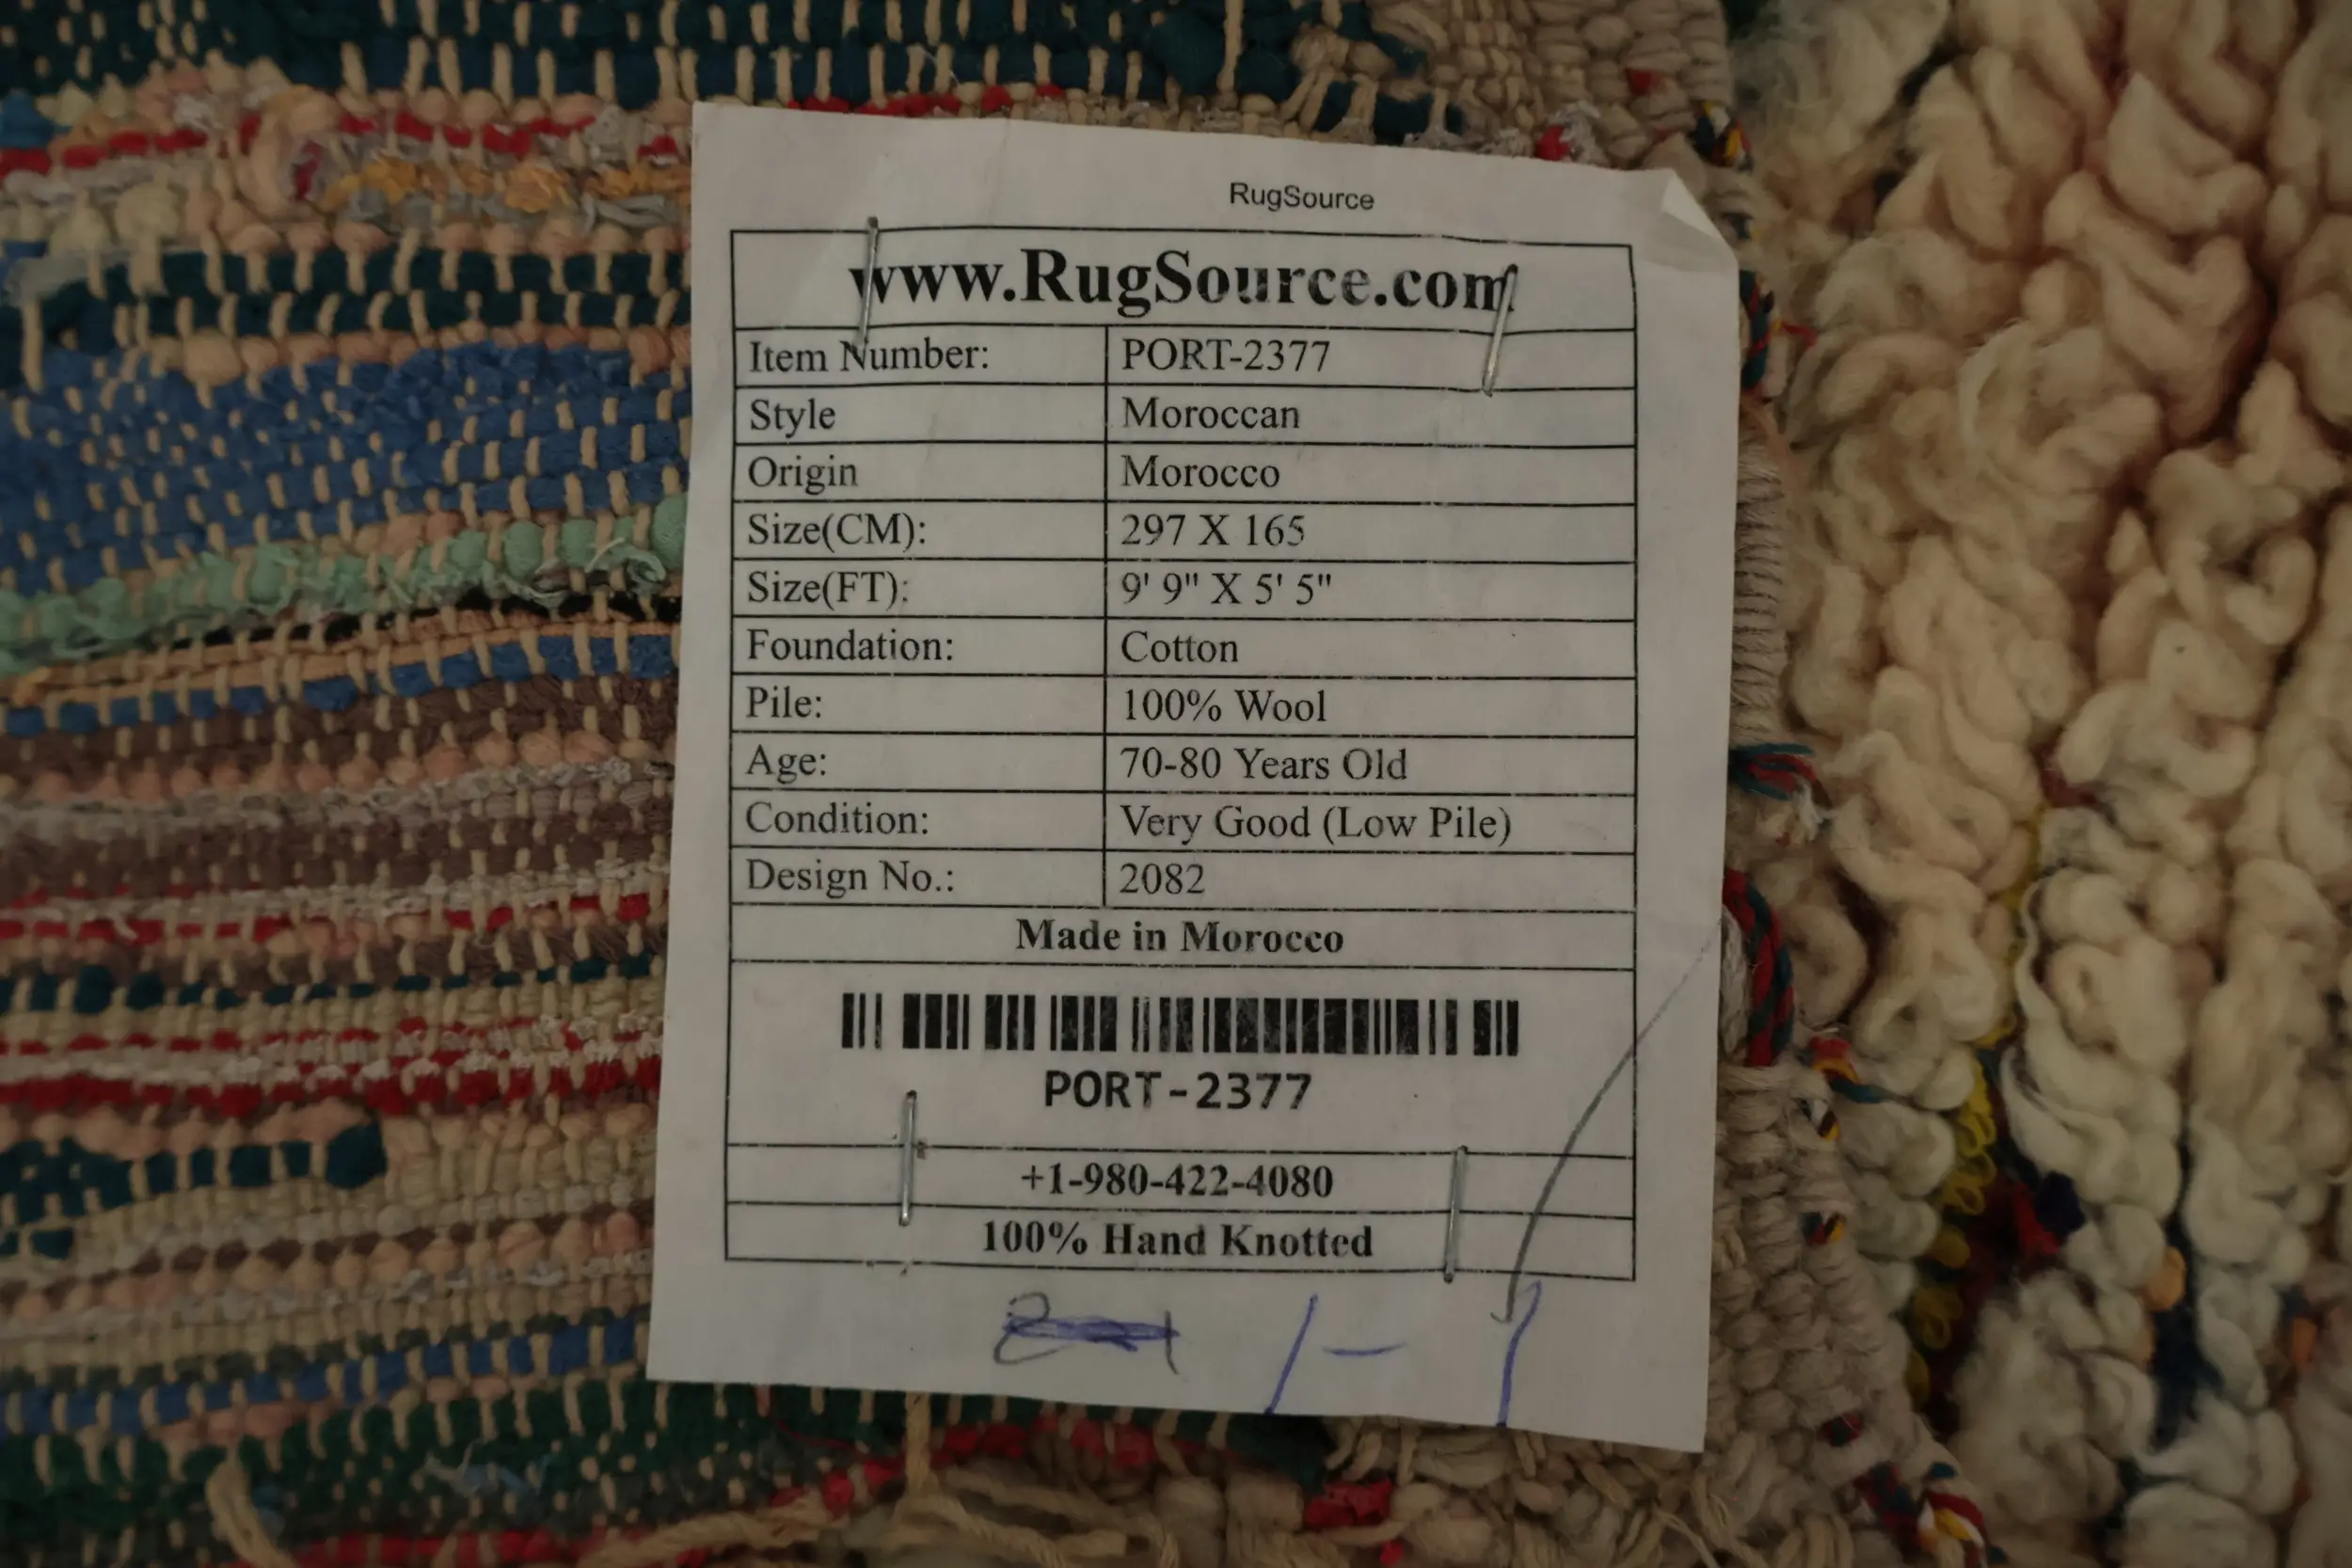 RugSource
www.RugSource.com
Item Number: PORT-2377
Style Moroccan
Origin Morocco
Size(CM): 297 X 165
Size(FT): 9' 9" X 5' 5"
Foundation: Cotton
Pile: 100% Wool
Age: 70-80 Years Old
Condition: Very Good (Low Pile)
Design No.: 2082
Made in Morocco
PORT-2377
+1-980-422-4080
100% Hand Knotted
1-1